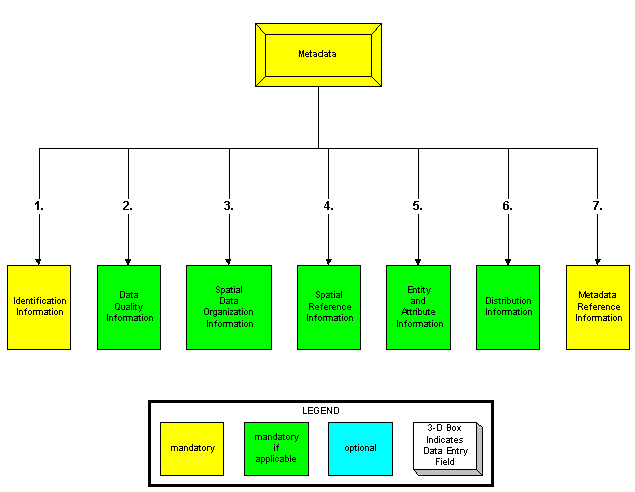 Metadata
1.
2.
3.
4.
5.
6.
7.
Identification
Information
Data
Quality
Information
Spatial
Data
Organization
Information
Spatial
Reference
Information
Entity
and
Attribute
Information
Distribution
Information
Metadata
Reference
Information
LEGEND
mandatory
mandatory
if
applicable
optional
3-D Box
Indicates
Data Entry
Field